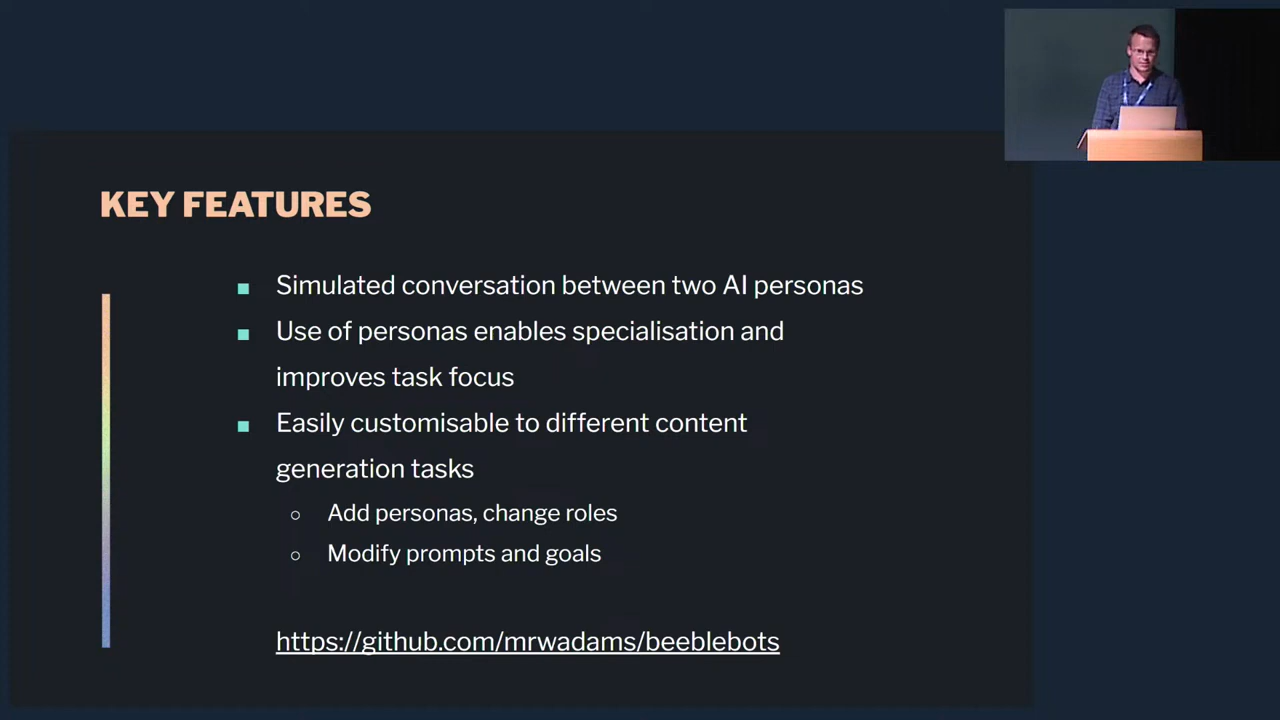 KEY FEATURES
Simulated conversation between two AI personas
Use of personas enables specialisation and
improves task focus
Easily customisable to different content
generation tasks
Add personas, change roles
Modify prompts and goals
https://github.com/mrwadams/beeblebots